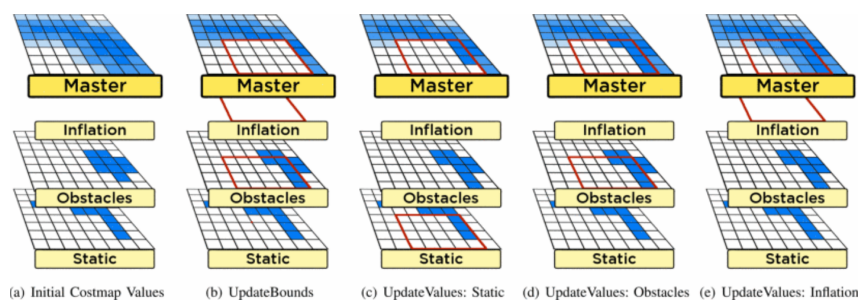 Master Master Master Master Master
Inflation Inflation Inflation Inflation Inflation
Obstacles Obstacles Obstacles Obstacles Obstacles
Static Static Static Static Static
(a) Initial Costmap Values (b) UpdateBounds (c) UpdateValues: Static (d) UpdateValues: Obstacles (e) UpdateValues: Inflation